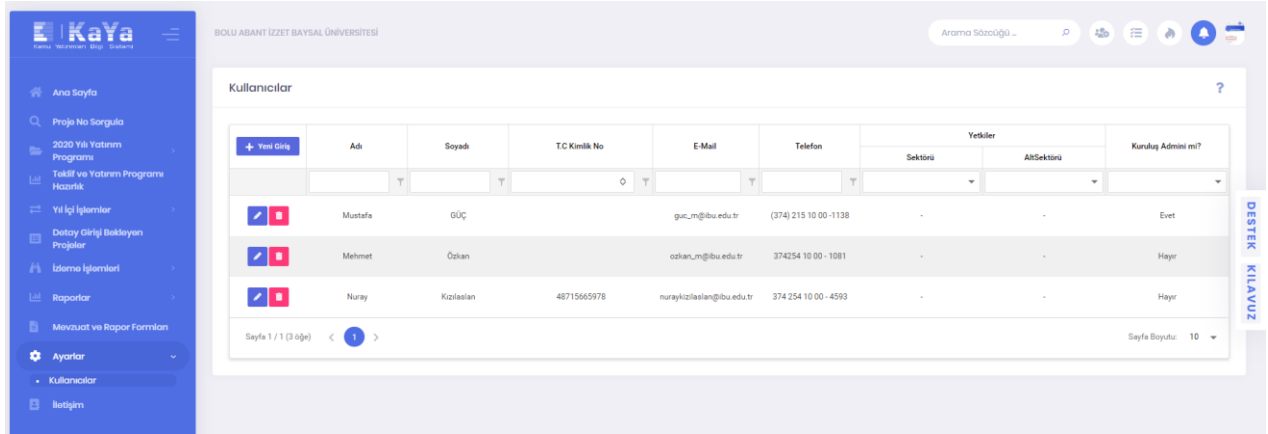 KaYa
Kamu Yatırımları Bilgi Sistemi
BOLU ABANT İZZET BAYSAL ÜNİVERSİTESİ
Arama Sözcüğü ...
Ana Sayfa
Proje No Sorgula
2020 Yılı Yatırım
Programı
Teklif ve Yatırım Programı
Hazırlık
Yıl İçi İşlemler
Detay Girişi Bekleyen
Projeler
İzleme İşlemleri
Raporlar
Mevzuat ve Rapor Formları
Ayarlar
Kullanıcılar
İletişim
Kullanıcılar ?
+ Yeni Giriş Adı Soyadı T.C Kimlik No E-Mail Telefon Yetkiler Kuruluş Admini mi?
Sektörü AltSektörü
Mustafa GÜÇ guc_m@ibu.edu.tr (374) 215 10 00 -1138 - - Evet
Mehmet Özkan ozkan_m@ibu.edu.tr 374254 10 00 - 1081 - - Hayır
Nuray Kızılaslan 48715665978 nuraykizilaslan@ibu.edu.tr 374 254 10 00 - 4593 - - Hayır
Sayfa 1 / 1 (3 öğe) < 1 > Sayfa Boyutu: 10
DESTEK
KILAVUZ